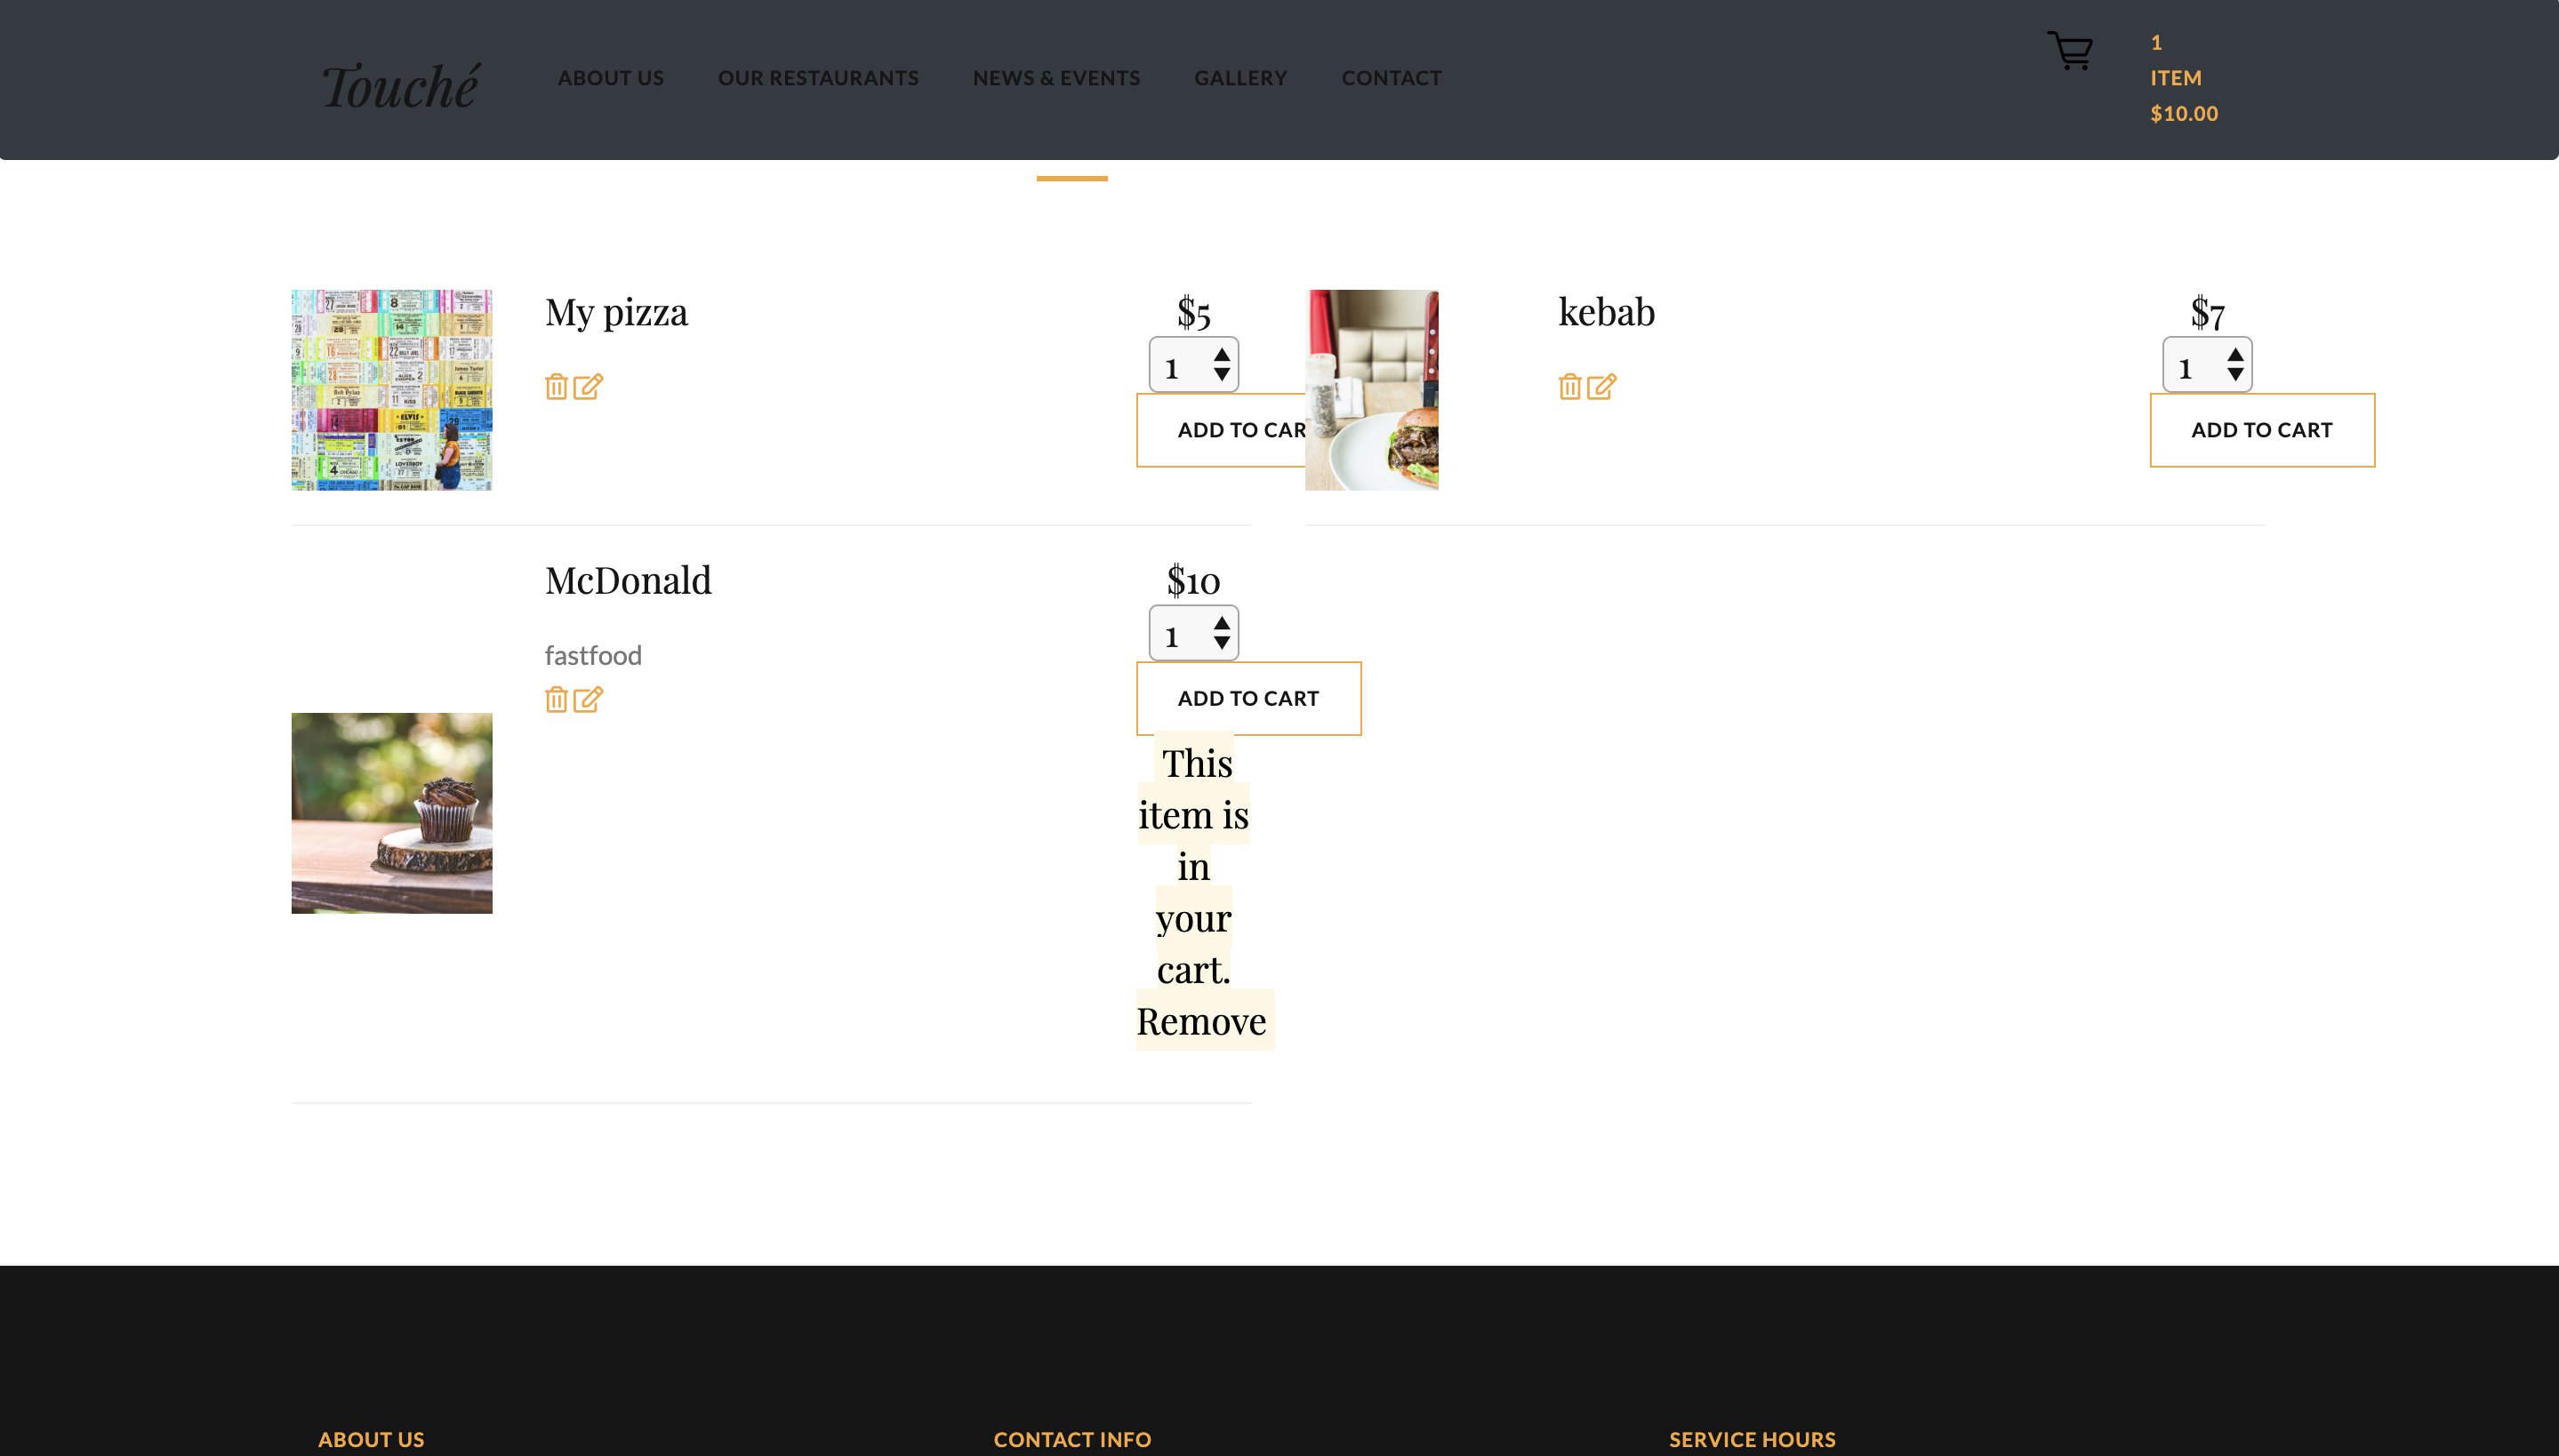 Touché
ABOUT US
OUR RESTAURANTS
NEWS & EVENTS
GALLERY
CONTACT
1
ITEM
$10.00
My pizza
$5
1
ADD TO CAR
kebab
$7
1
ADD TO CART
McDonald
fastfood
$10
1
ADD TO CART
This
item is
in
your
cart.
Remove
ABOUT US
CONTACT INFO
SERVICE HOURS